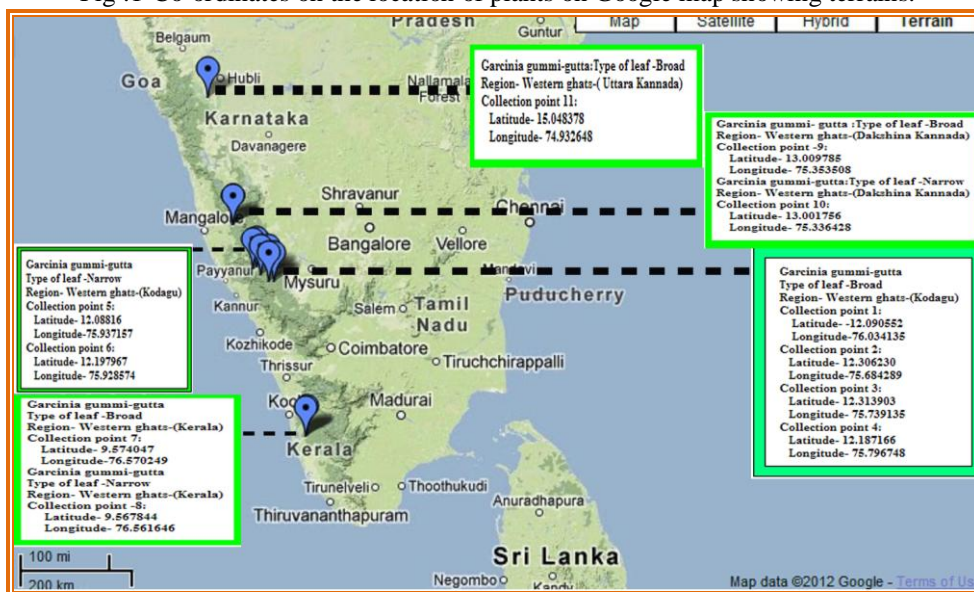 Fig .1 Co-ordinates on the location of plants on Google map showing terrains.
Map Satellite Hybrid Terrain
Pradesh
Guntur
Belgaum
Goa
Hubli
Nallamala
Forest
Karnataka
Davanagere
Garcinia gummi-gutta:Type of leaf -Broad
Region- Western ghats-( Uttara Kannada)
Collection point 11:
Latitude- 15.048378
Longitude- 74.932648
Garcinia gummi- gutta :Type of leaf -Broad
Region- Western ghats-(Dakshina Kannada)
Collection point -9:
Latitude- 13.009785
Longitude- 75.353508
Garcinia gummi-gutta:Type of leaf -Narrow
Region- Western ghats-(Dakshina Kannada)
Collection point 10:
Latitude- 13.001756
Longitude- 75.336428
Shravanur
Chennai
Mangalore
Bangalore
Vellore
Payyanur
Mysuru
Mandavi
Puducherry
Kannur
Salem
Tamil
Nadu
Kozhikode
Coimbatore
Tiruchchirappalli
Thrissur
Garcinia gummi-gutta
Type of leaf -Narrow
Region- Western ghats-(Kodagu)
Collection point 5:
Latitude- 12.08816
Longitude-75.937157
Collection point 6:
Latitude- 12.197967
Longitude- 75.928574
Garcinia gummi-gutta
Type of leaf -Broad
Region- Western ghats-(Kodagu)
Collection point 1:
Latitude- -12.090552
Longitude- -76.034135
Collection point 2:
Latitude- 12.306230
Longitude-75.684289
Collection point 3:
Latitude- 12.313903
Longitude- 75.739135
Collection point 4:
Latitude- 12.187166
Longitude- 75.796748
Garcinia gummi-gutta
Type of leaf -Broad
Region- Western ghats-(Kerala)
Collection point 7:
Latitude- 9.574047
Longitude-76.570249
Garcinia gummi-gutta
Type of leaf -Narrow
Region- Western ghats-(Kerala)
Collection point -8:
Latitude- 9.567844
Longitude- 76.561646
Madurai
Kerala
Tirunelveli
Thoothukudi
Thiruvananthapuram
Anuradhapura
Sri Lanka
Negombo
Kandy
100 mi
200 km
Map data ©2012 Google - Terms of Us